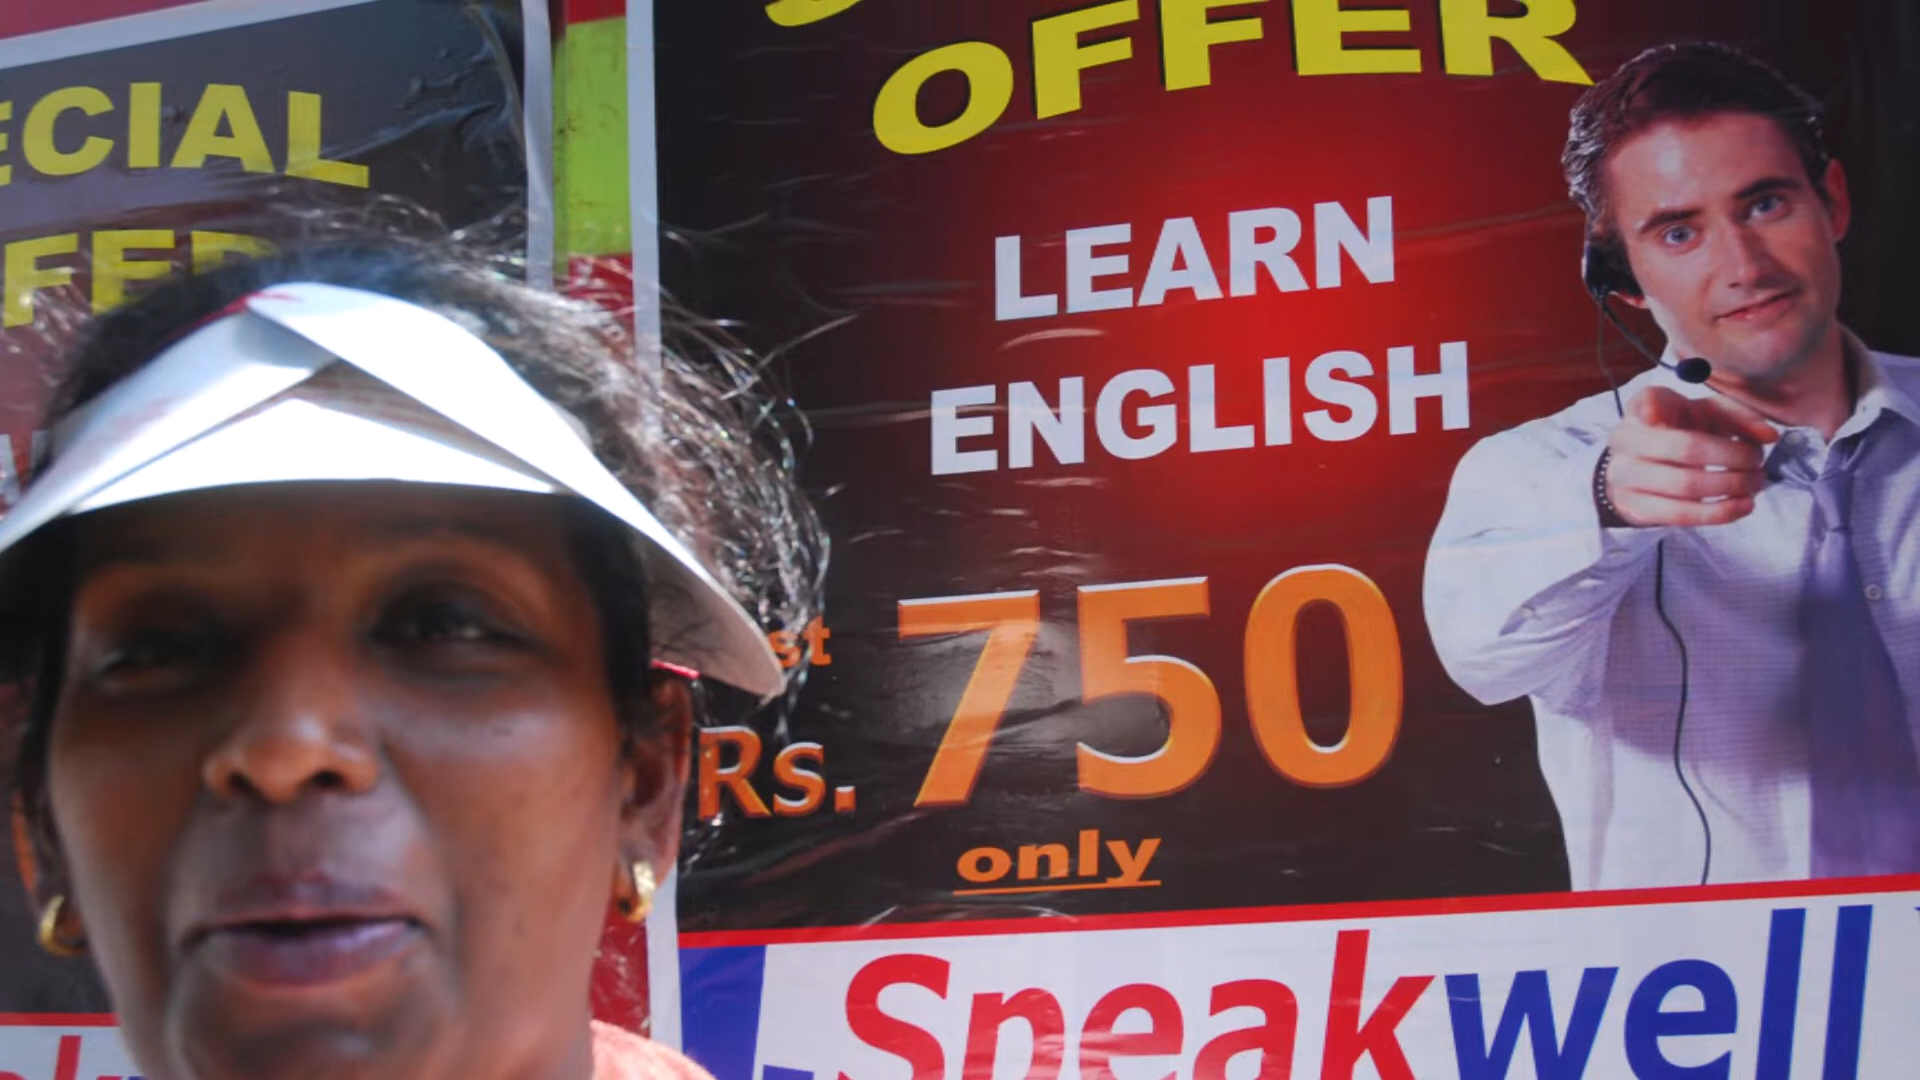 ECIAL
OFFER
LEARN
ENGLISH
Rs. 750
only
Speakwell